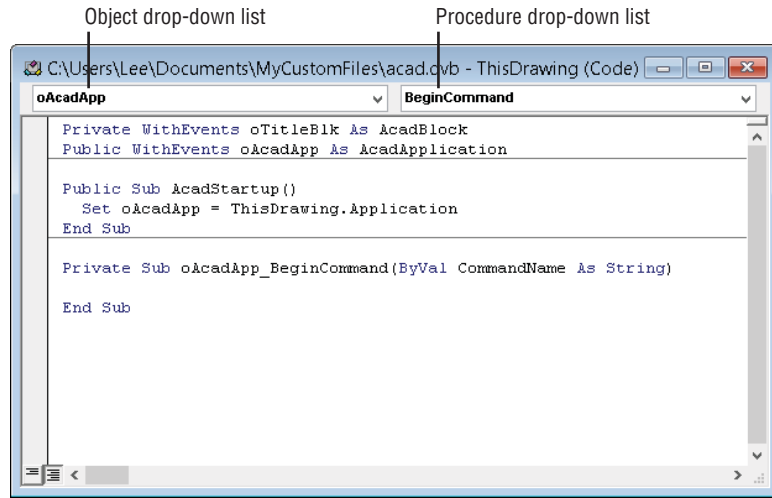 Object drop-down list Procedure drop-down list
C:\Users\Lee\Documents\MyCustomFiles\acad.dvb - ThisDrawing (Code)
oAcadApp BeginCommand
Private WithEvents oTitleBlk As AcadBlock
Public WithEvents oAcadApp As AcadApplication
Public Sub AcadStartup()
Set oAcadApp = ThisDrawing.Application
End Sub
Private Sub oAcadApp_BeginCommand(ByVal CommandName As String)
End Sub